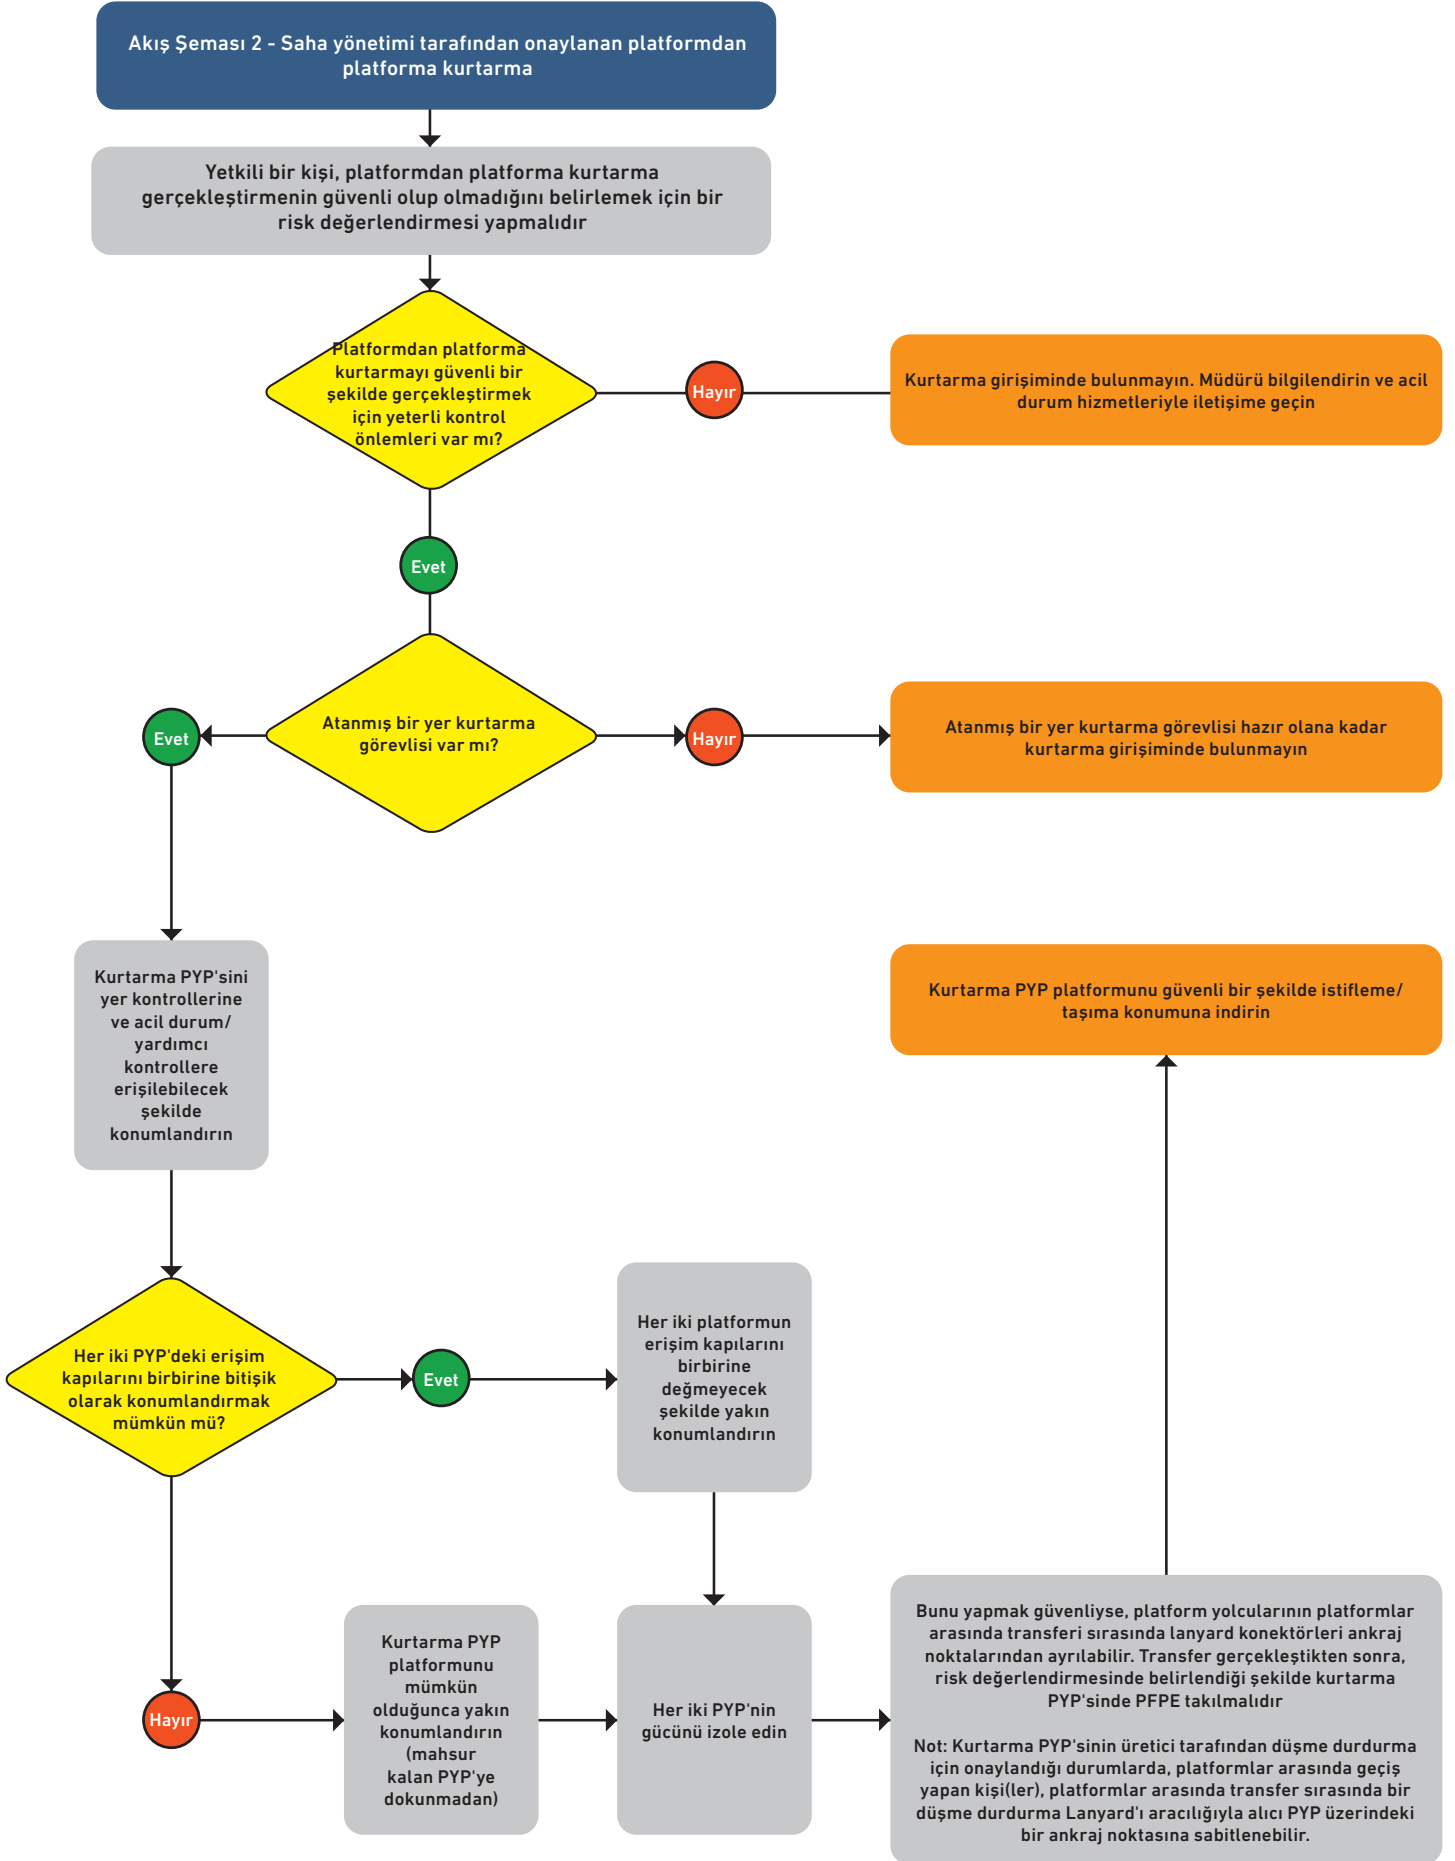 Akış Şeması 2 - Saha yönetimi tarafından onaylanan platformdan
platforma kurtarma
Yetkili bir kişi, platformdan platforma kurtarma
gerçekleştirmenin güvenli olup olmadığını belirlemek için bir
risk değerlendirmesi yapmalıdır
Platformdan platforma
kurtarmayı güvenli bir
şekilde gerçekleştirmek
için yeterli kontrol
önlemleri var mı?
Hayır
Kurtarma girişiminde bulunmayın. Müdürü bilgilendirin ve acil
durum hizmetleriyle iletişime geçin
Evet
Atanmış bir yer kurtarma
görevlisi var mı?
Evet
Hayır
Atanmış bir yer kurtarma görevlisi hazır olana kadar
kurtarma girişiminde bulunmayın
Kurtarma PYP'sini
yer kontrollerine
ve acil durum/
yardımcı
kontrollere
erişilebilecek
şekilde
konumlandırın
Kurtarma PYP platformunu güvenli bir şekilde istifleme/
taşıma konumuna indirin
Her iki PYP'deki erişim
kapılarını birbirine bitişik
olarak konumlandırmak
mümkün mü?
Evet
Her iki platformun
erişim kapılarını
birbirine
değmeyecek
şekilde yakın
konumlandırın
Hayır
Kurtarma PYP
platformunu
mümkün
olduğunca yakın
konumlandırın
(mahsur
kalan PYP'ye
dokunmadan)
Her iki PYP'nin
gücünü izole edin
Bunu yapmak güvenliyse, platform yolcularının platformlar
arasında transferi sırasında lanyard konektörleri ankraj
noktalarından ayrılabilir. Transfer gerçekleştikten sonra,
risk değerlendirmesinde belirlendiği şekilde kurtarma
PYP'sinde PFPE takılmalıdır
Not: Kurtarma PYP'sinin üretici tarafından düşme durdurma
için onaylandığı durumlarda, platformlar arasında geçiş
yapan kişi(ler), platformlar arasında transfer sırasında bir
düşme durdurma Lanyard'ı aracılığıyla alıcı PYP üzerindeki
bir ankraj noktasına sabitlenebilir.